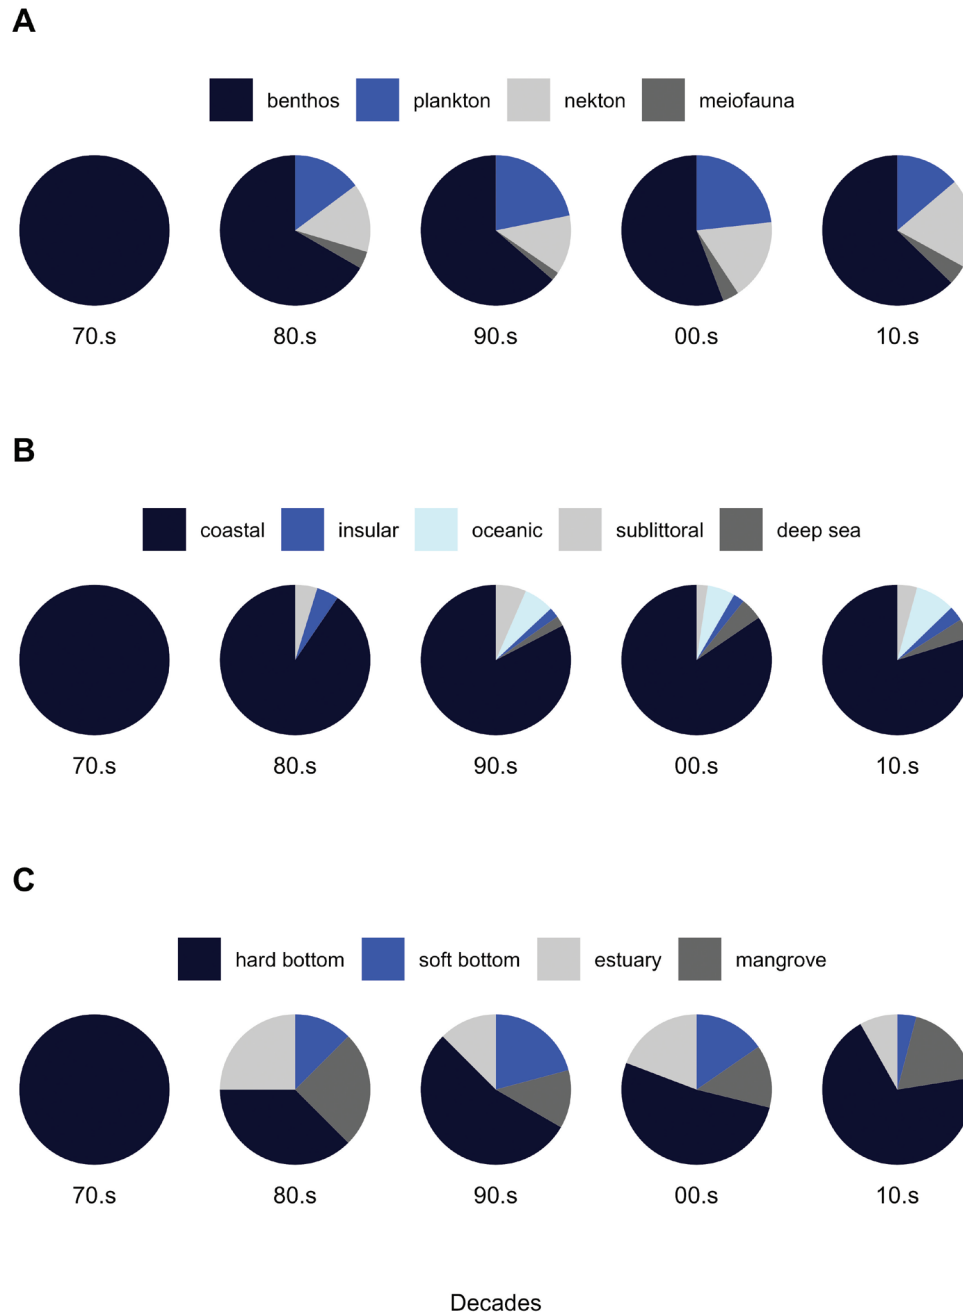 A
benthos plankton nekton meiofauna
70.s 80.s 90.s 00.s 10.s
B
coastal insular oceanic sublittoral deep sea
70.s 80.s 90.s 00.s 10.s
C
hard bottom soft bottom estuary mangrove
70.s 80.s 90.s 00.s 10.s
Decades